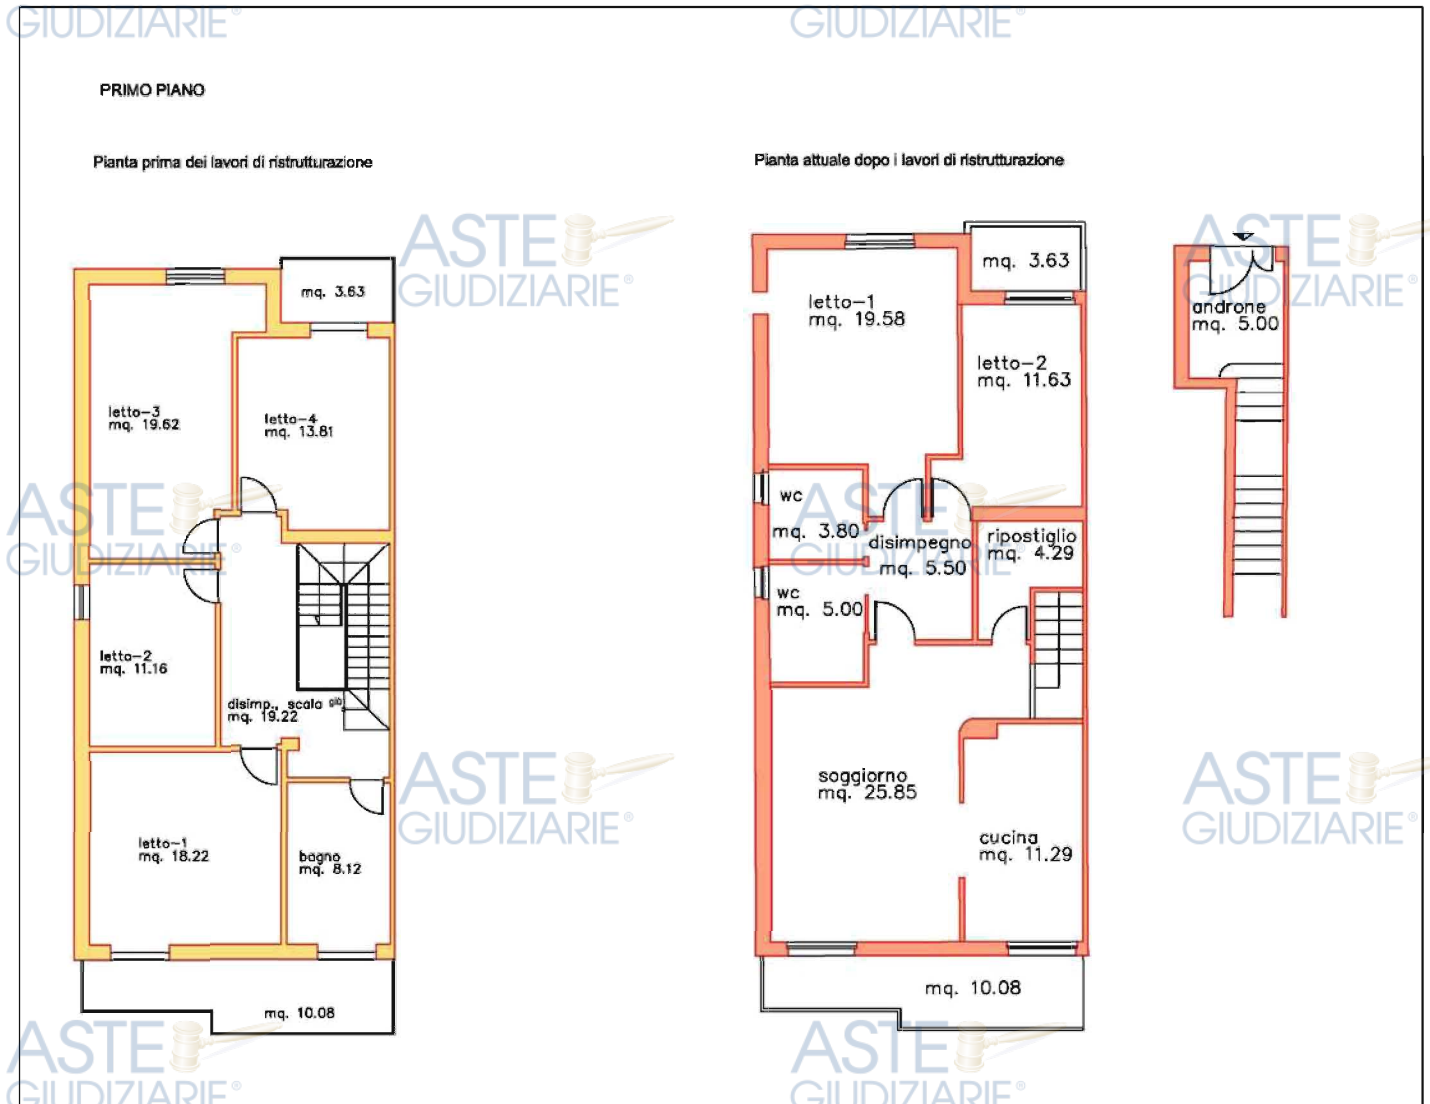 GIUDIZIARIE®
GIUDIZIARIE®
PRIMO PIANO
Pianta prima dei lavori di ristrutturazione
Pianta attuale dopo i lavori di ristrutturazione
ASTE
GIUDIZIARIE®
ASTE
GIUDIZIARIE®
mq. 3.63
letto-3
mq. 19.62
letto-4
mq. 13.81
ASTE
GIUDIZIARIE®
letto-2
mq. 11.16
disimp., scala giù
mq. 19.22
letto-1
mq. 18.22
bagno
mq. 8.12
mq. 10.08
ASTE
GIUDIZIARIE®
ASTE
GIUDIZIARIE®
mq. 3.63
letto-1
mq. 19.58
letto-2
mq. 11.63
androne
mq. 5.00
ASTE
GIUDIZIARIE
wc
mq. 3.80
disimpegno
mq. 5.50
ripostiglio
mq. 4.29
wc
mq. 5.00
soggiorno
mq. 25.85
cucina
mq. 11.29
ASTE
GIUDIZIARIE®
mq. 10.08
ASTE
GIUDIZIARIE®